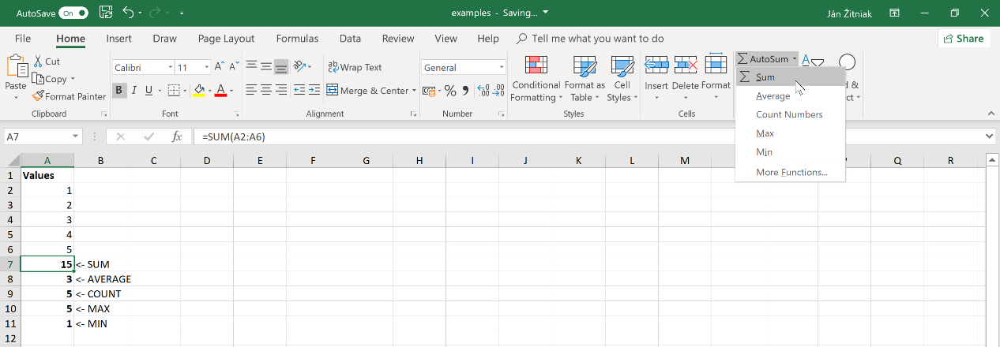 AutoSave On examples - Saving... Ján Žitniak
File Home Insert Draw Page Layout Formulas Data Review View Help Tell me what you want to do Share
Paste
Cut
Copy
Format Painter
Clipboard
Calibri 11
B I U
Font
Wrap Text
Merge & Center
Alignment
General
Number
Conditional Formatting
Format as Table
Cell Styles
Styles
Insert Delete Format
Cells
AutoSum
Sum
Average
Count Numbers
Max
Min
More Functions...
A7 fx =SUM(A2:A6)
A B C D E F G H I J K L M Q R
1 Values
2 1
3 2
4 3
5 4
6 5
7 15 <- SUM
8 3 <- AVERAGE
9 5 <- COUNT
10 5 <- MAX
11 1 <- MIN
12